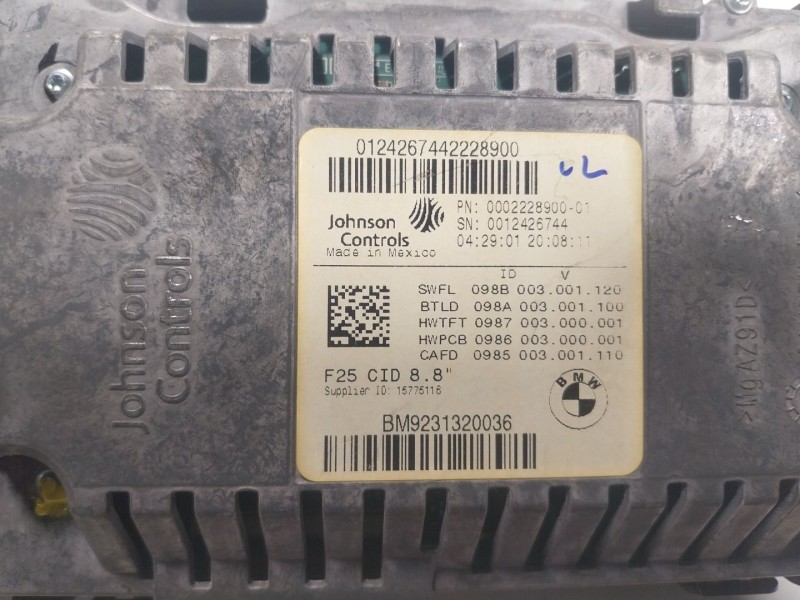 0124267442228900
Johnson
Controls
PN: 0002228900-01
SN: 0012426744
04:29:01 20:08:11
Made in Mexico
ID V
SWFL 098B 003.001.120
BTLD 098A 003.001.100
HWTFT 0987 003.000.001
HWPCB 0986 003.000.001
CAFD 0985 003.001.110
F25 CID 8.8"
Supplier ID: 15775116
BMW
BM9231320036
Johnson
Controls
>MgAZ91D<